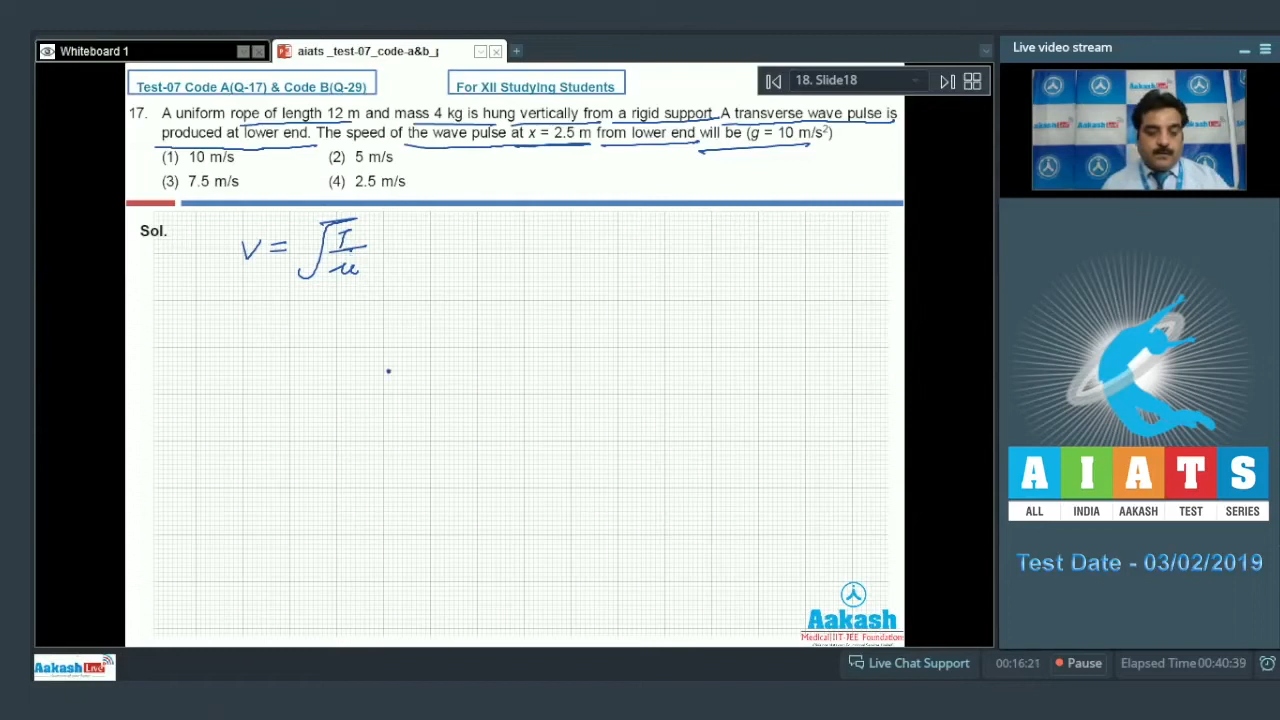 Whiteboard 1
aiats _test-07_code-a&b_p
Live video stream
Test-07 Code A(Q-17) & Code B(Q-29)
For XII Studying Students
18. Slide18
17. A uniform rope of length 12 m and mass 4 kg is hung vertically from a rigid support. A transverse wave pulse is
produced at lower end. The speed of the wave pulse at x = 2.5 m from lower end will be (g = 10 m/s²)
(1) 10 m/s (2) 5 m/s
(3) 7.5 m/s (4) 2.5 m/s
Sol.
v = √T/μ
AIATS
ALL INDIA AAKASH TEST SERIES
Test Date - 03/02/2019
Aakash
Medical|IIT-JEE|Foundations
Aakash Live
Live Chat Support
00:16:21
Pause
Elapsed Time 00:40:39